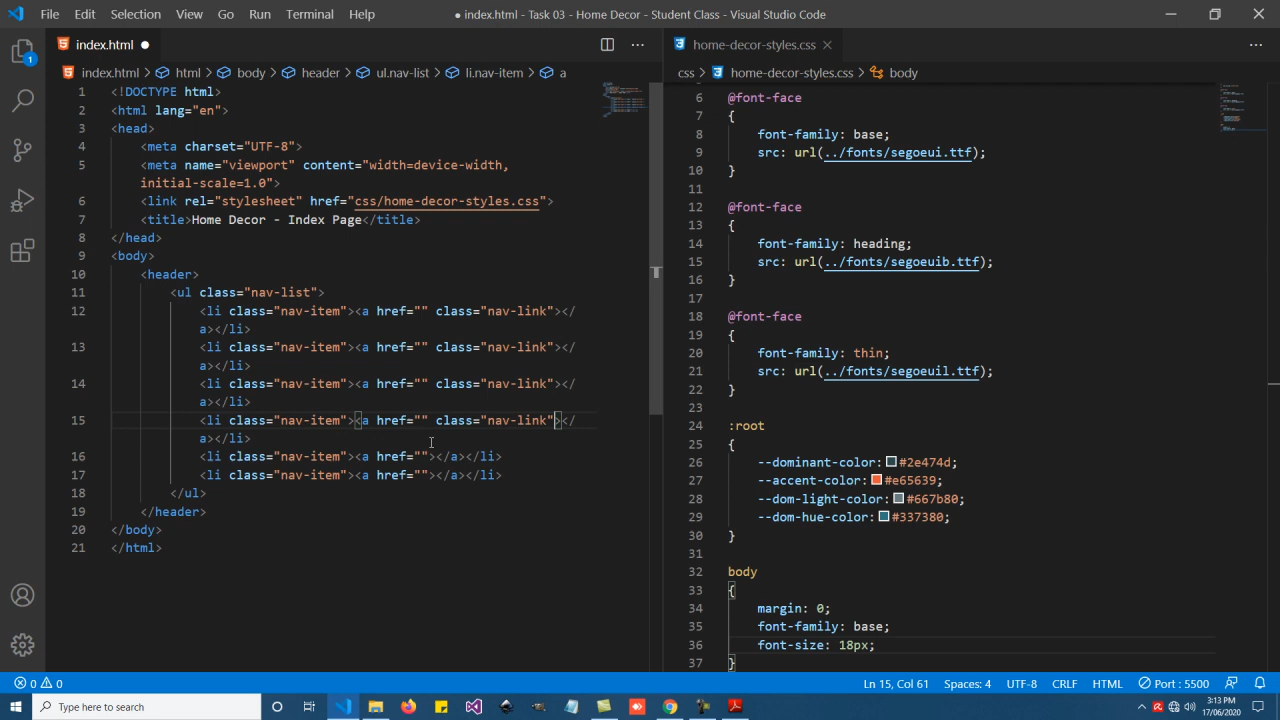 File Edit Selection View Go Run Terminal Help ● index.html - Task 03 - Home Decor - Student Class - Visual Studio Code
index.html
index.html > html > body > header > ul.nav-list > li.nav-item > a
1 <!DOCTYPE html>
2 <html lang="en">
3 <head>
4 <meta charset="UTF-8">
5 <meta name="viewport" content="width=device-width,
initial-scale=1.0">
6 <link rel="stylesheet" href="css/home-decor-styles.css">
7 <title>Home Decor - Index Page</title>
8 </head>
9 <body>
10 <header>
11 <ul class="nav-list">
12 <li class="nav-item"><a href="" class="nav-link"></
a></li>
13 <li class="nav-item"><a href="" class="nav-link"></
a></li>
14 <li class="nav-item"><a href="" class="nav-link"></
a></li>
15 <li class="nav-item"><a href="" class="nav-link"></
a></li>
16 <li class="nav-item"><a href=""></a></li>
17 <li class="nav-item"><a href=""></a></li>
18 </ul>
19 </header>
20 </body>
21 </html>
home-decor-styles.css
css > home-decor-styles.css > body
6 @font-face
7 {
8 font-family: base;
9 src: url(../fonts/segoeui.ttf);
10 }
11
12 @font-face
13 {
14 font-family: heading;
15 src: url(../fonts/segoeuib.ttf);
16 }
17
18 @font-face
19 {
20 font-family: thin;
21 src: url(../fonts/segoeuil.ttf);
22 }
23
24 :root
25 {
26 --dominant-color: #2e474d;
27 --accent-color: #e65639;
28 --dom-light-color: #667b80;
29 --dom-hue-color: #337380;
30 }
31
32 body
33 {
34 margin: 0;
35 font-family: base;
36 font-size: 18px;
37 }
1
0 0 Ln 15, Col 61 Spaces: 4 UTF-8 CRLF HTML Port : 5500
Type here to search
3:13 PM
17/06/2020